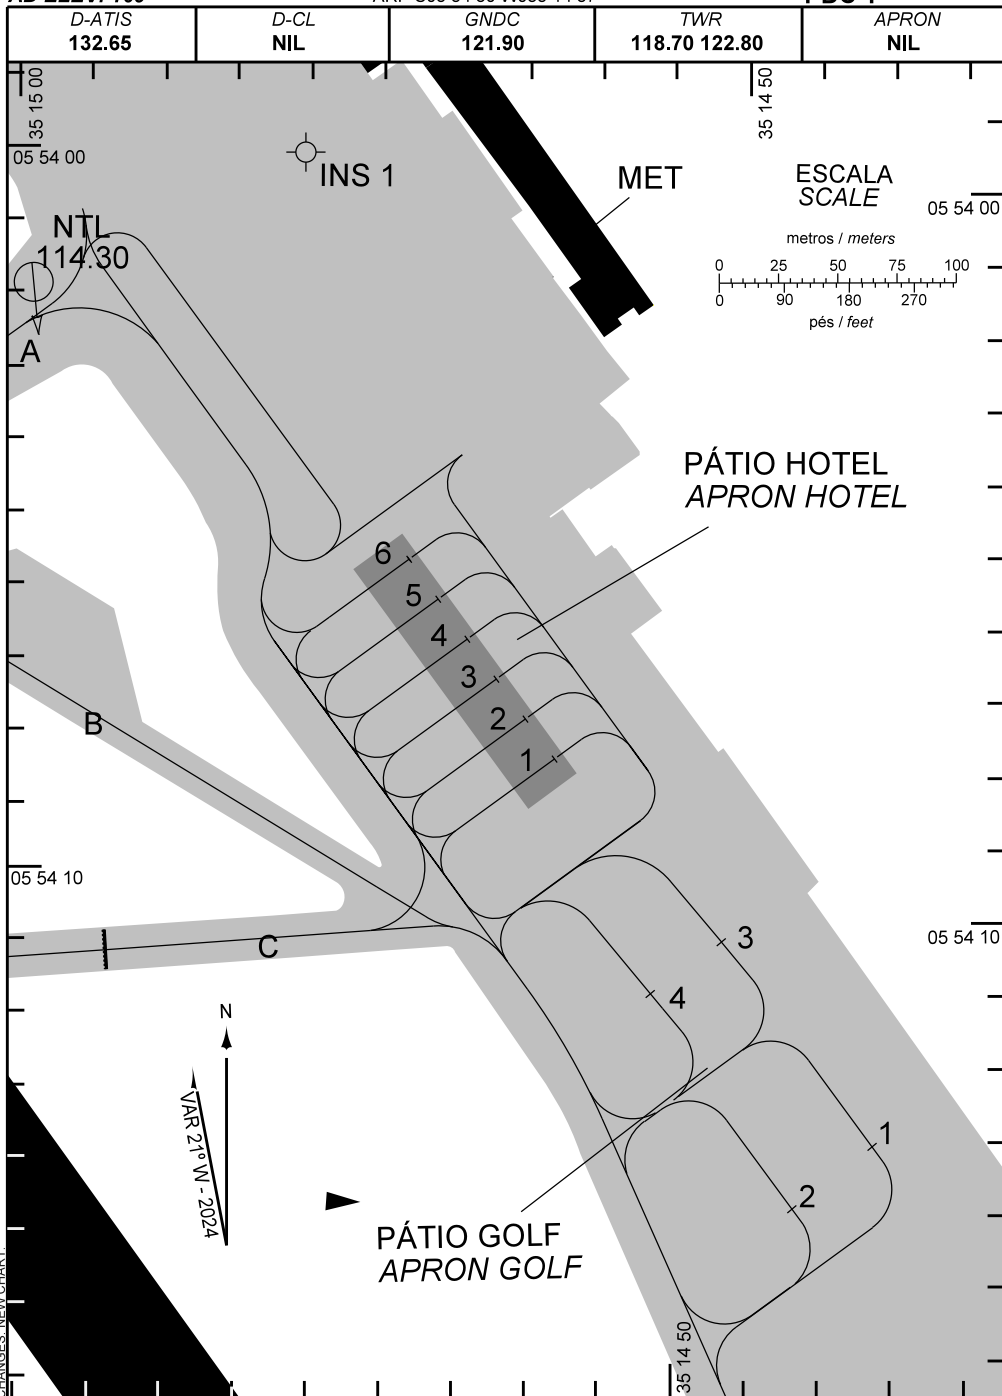 D-ATIS D-CL GNDC TWR APRON
132.65 NIL 121.90 118.70 122.80 NIL
35 15 00
35 14 50
05 54 00
INS 1
MET
ESCALA
SCALE
05 54 00
NTL
114.30
metros / meters
0 25 50 75 100
0 90 180 270
pés / feet
A
PÁTIO HOTEL
APRON HOTEL
6
5
4
3
2
1
B
05 54 10
C
3
05 54 10
4
N
VAR 21º W - 2024
1
2
PÁTIO GOLF
APRON GOLF
35 14 50